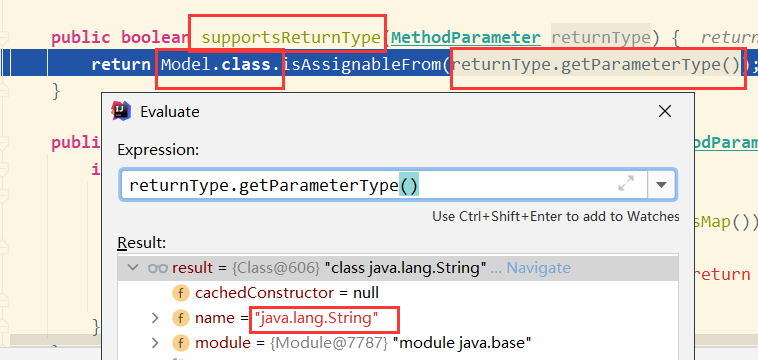 public boolean supportsReturnType(MethodParameter returnType) { return
return Model.class.isAssignableFrom(returnType.getParameterType());
}
Evaluate
Expression:
returnType.getParameterType()
Use Ctrl+Shift+Enter to add to Watches
Result:
result = {Class@606} "class java.lang.String" ... Navigate
cachedConstructor = null
name = "java.lang.String"
module = {Module@7787} "module java.base"
publ
i
}
}
thodParame
sMap())
return